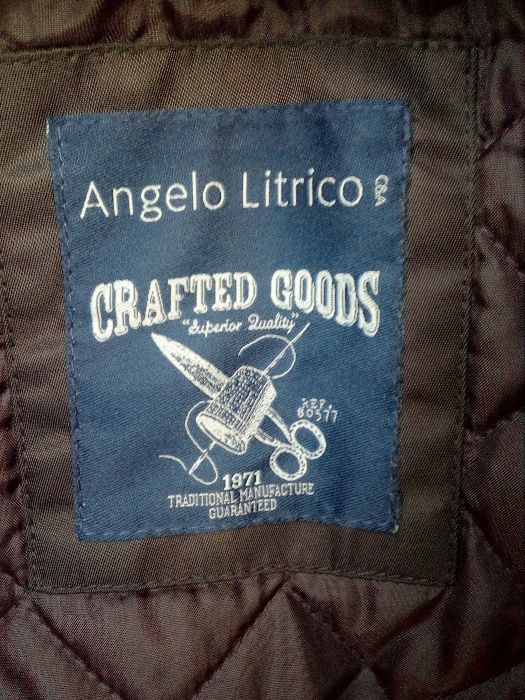 Angelo Litrico C&A
CRAFTED GOODS
"Superior Quality"
REF.
80577
1971
TRADITIONAL MANUFACTURE
GUARANTEED